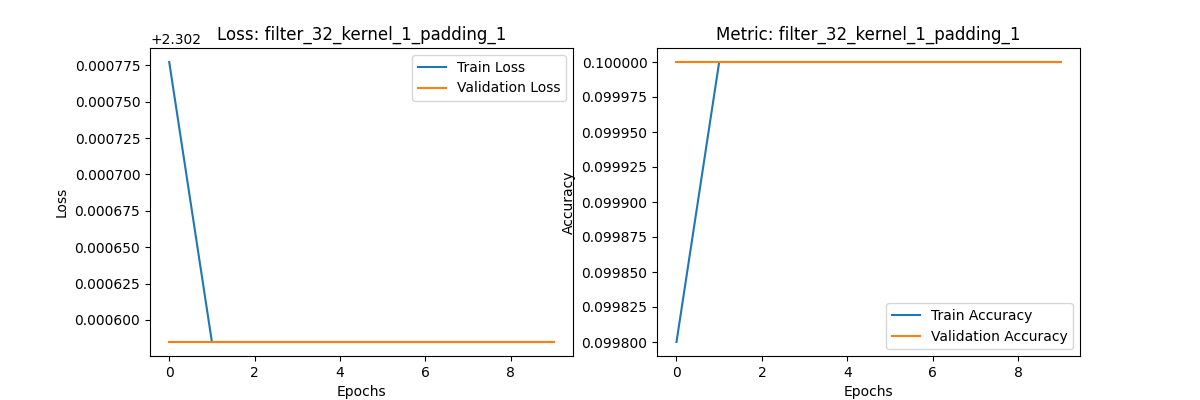 Loss: filter_32_kernel_1_padding_1
+2.302
0.000775
0.000750
0.000725
0.000700
0.000675
0.000650
0.000625
0.000600
Loss
Train Loss
Validation Loss
0 2 4 6 8
Epochs
Metric: filter_32_kernel_1_padding_1
0.100000
0.099975
0.099950
0.099925
0.099900
0.099875
0.099850
0.099825
0.099800
Accuracy
Train Accuracy
Validation Accuracy
0 2 4 6 8
Epochs